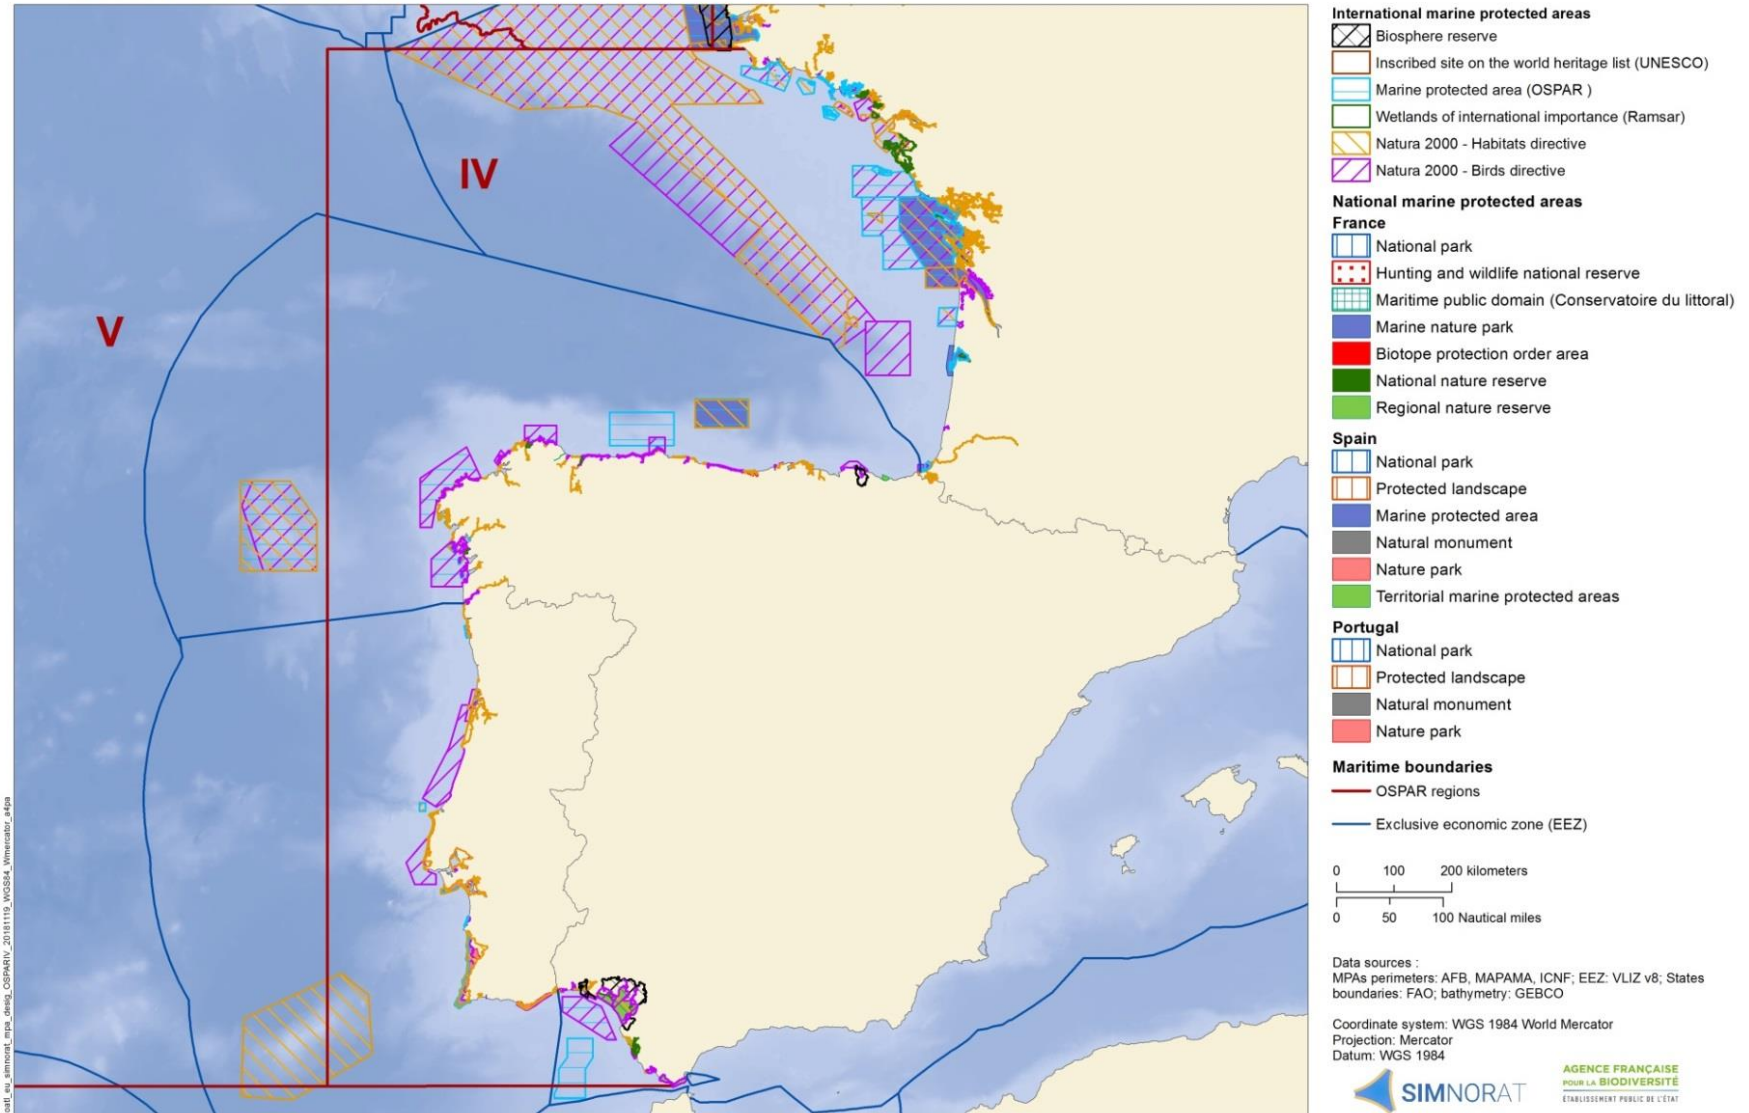 IV
V
International marine protected areas
Biosphere reserve
Inscribed site on the world heritage list (UNESCO)
Marine protected area (OSPAR )
Wetlands of international importance (Ramsar)
Natura 2000 - Habitats directive
Natura 2000 - Birds directive
National marine protected areas
France
National park
Hunting and wildlife national reserve
Maritime public domain (Conservatoire du littoral)
Marine nature park
Biotope protection order area
National nature reserve
Regional nature reserve
Spain
National park
Protected landscape
Marine protected area
Natural monument
Nature park
Territorial marine protected areas
Portugal
National park
Protected landscape
Natural monument
Nature park
Maritime boundaries
OSPAR regions
Exclusive economic zone (EEZ)
0 100 200 kilometers
0 50 100 Nautical miles
Data sources :
MPAs perimeters: AFB, MAPAMA, ICNF; EEZ: VLIZ v8; States
boundaries: FAO; bathymetry: GEBCO
Coordinate system: WGS 1984 World Mercator
Projection: Mercator
Datum: WGS 1984
SIMNORAT
AGENCE FRANÇAISE
POUR LA BIODIVERSITÉ
ÉTABLISSEMENT PUBLIC DE L'ÉTAT